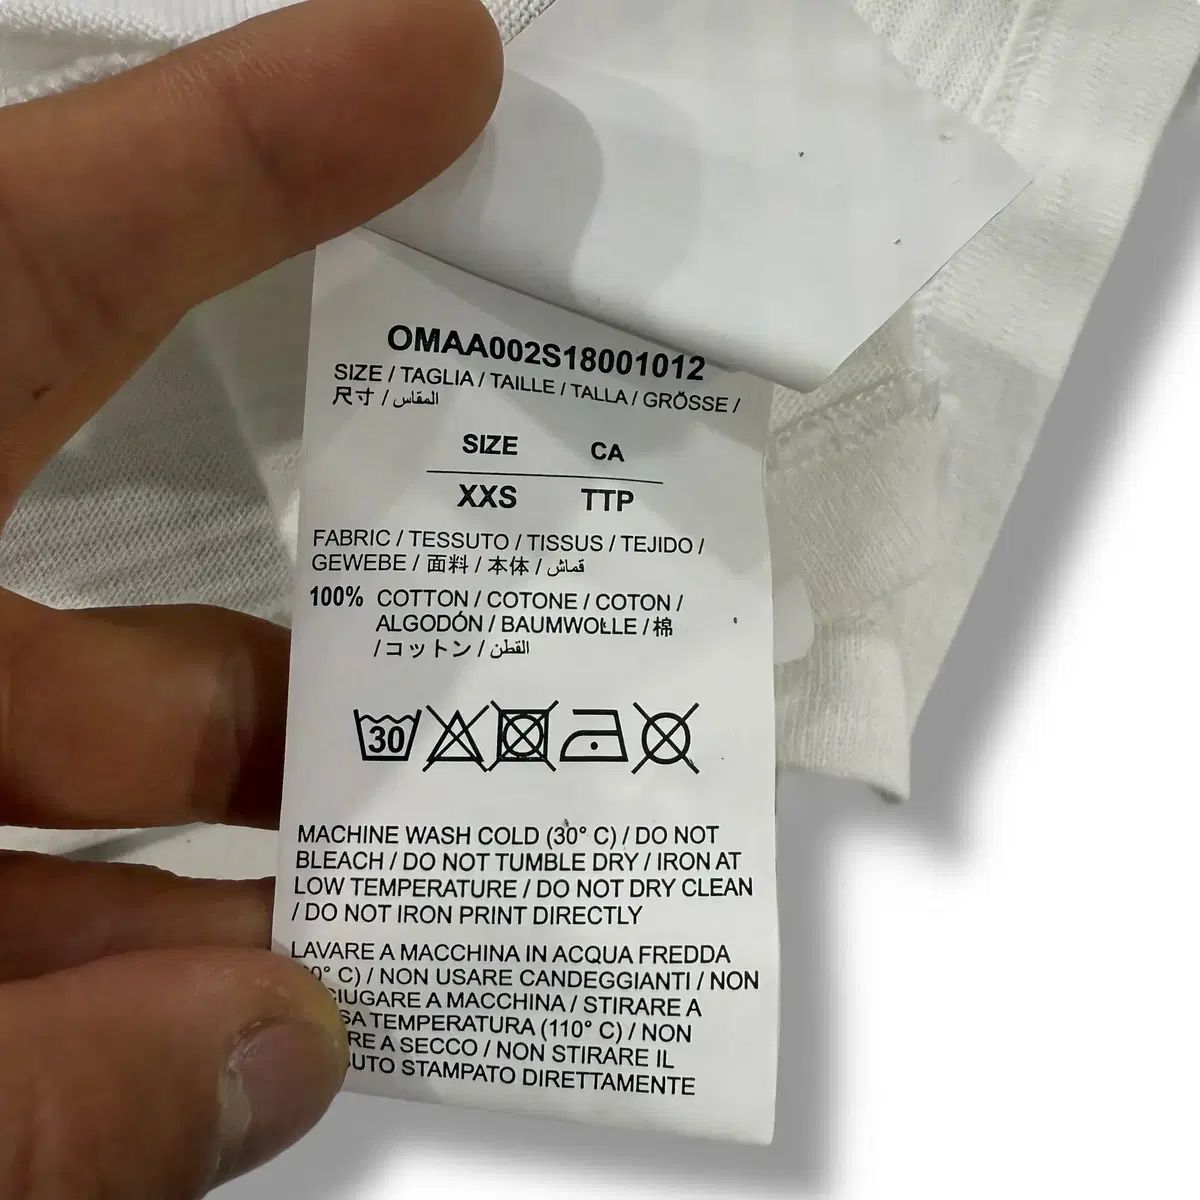 OMAA002S18001012
SIZE / TAGLIA / TAILLE / TALLA / GRÖSSE /
尺寸 / المقاس
SIZE CA
XXS TTP
FABRIC / TESSUTO / TISSUS / TEJIDO /
GEWEBE / 面料 / 本体 / قماش
100% COTTON / COTONE / COTON /
ALGODÓN / BAUMWOLLE / 棉
/ コットン / القطن
30
MACHINE WASH COLD (30° C) / DO NOT
BLEACH / DO NOT TUMBLE DRY / IRON AT
LOW TEMPERATURE / DO NOT DRY CLEAN
/ DO NOT IRON PRINT DIRECTLY
LAVARE A MACCHINA IN ACQUA FREDDA
C) / NON USARE CANDEGGIANTI / NON
A MACCHINA / STIRARE A
TEMPERATURA (110° C) / NON
A SECCO / NON STIRARE IL
STAMPATO DIRETTAMENTE